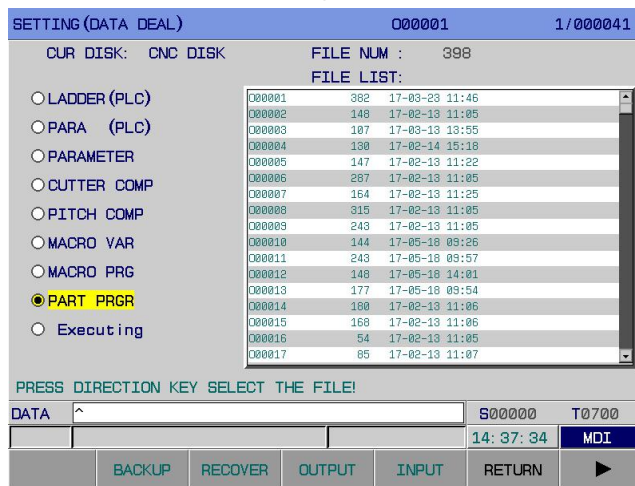 SETTING(DATA DEAL) O00001 1/000041
CUR DISK: CNC DISK FILE NUM : 398
FILE LIST:
LADDER(PLC)
PARA (PLC)
PARAMETER
CUTTER COMP
PITCH COMP
MACRO VAR
MACRO PRG
PART PRGR
Executing
O00001 382 17-03-23 11:46
O00002 148 17-02-13 11:05
O00003 107 17-03-13 13:55
O00004 130 17-02-14 15:18
O00005 147 17-02-13 11:22
O00006 287 17-02-13 11:05
O00007 164 17-02-13 11:25
O00008 315 17-02-13 11:05
O00009 243 17-02-13 11:05
O00010 144 17-05-18 09:26
O00011 243 17-05-18 09:57
O00012 148 17-05-18 14:01
O00013 177 17-05-18 09:54
O00014 180 17-02-13 11:06
O00015 168 17-02-13 11:06
O00016 54 17-02-13 11:05
O00017 85 17-02-13 11:07
PRESS DIRECTION KEY SELECT THE FILE!
DATA ^ S00000 T0700
14:37:34 MDI
BACKUP RECOVER OUTPUT INPUT RETURN